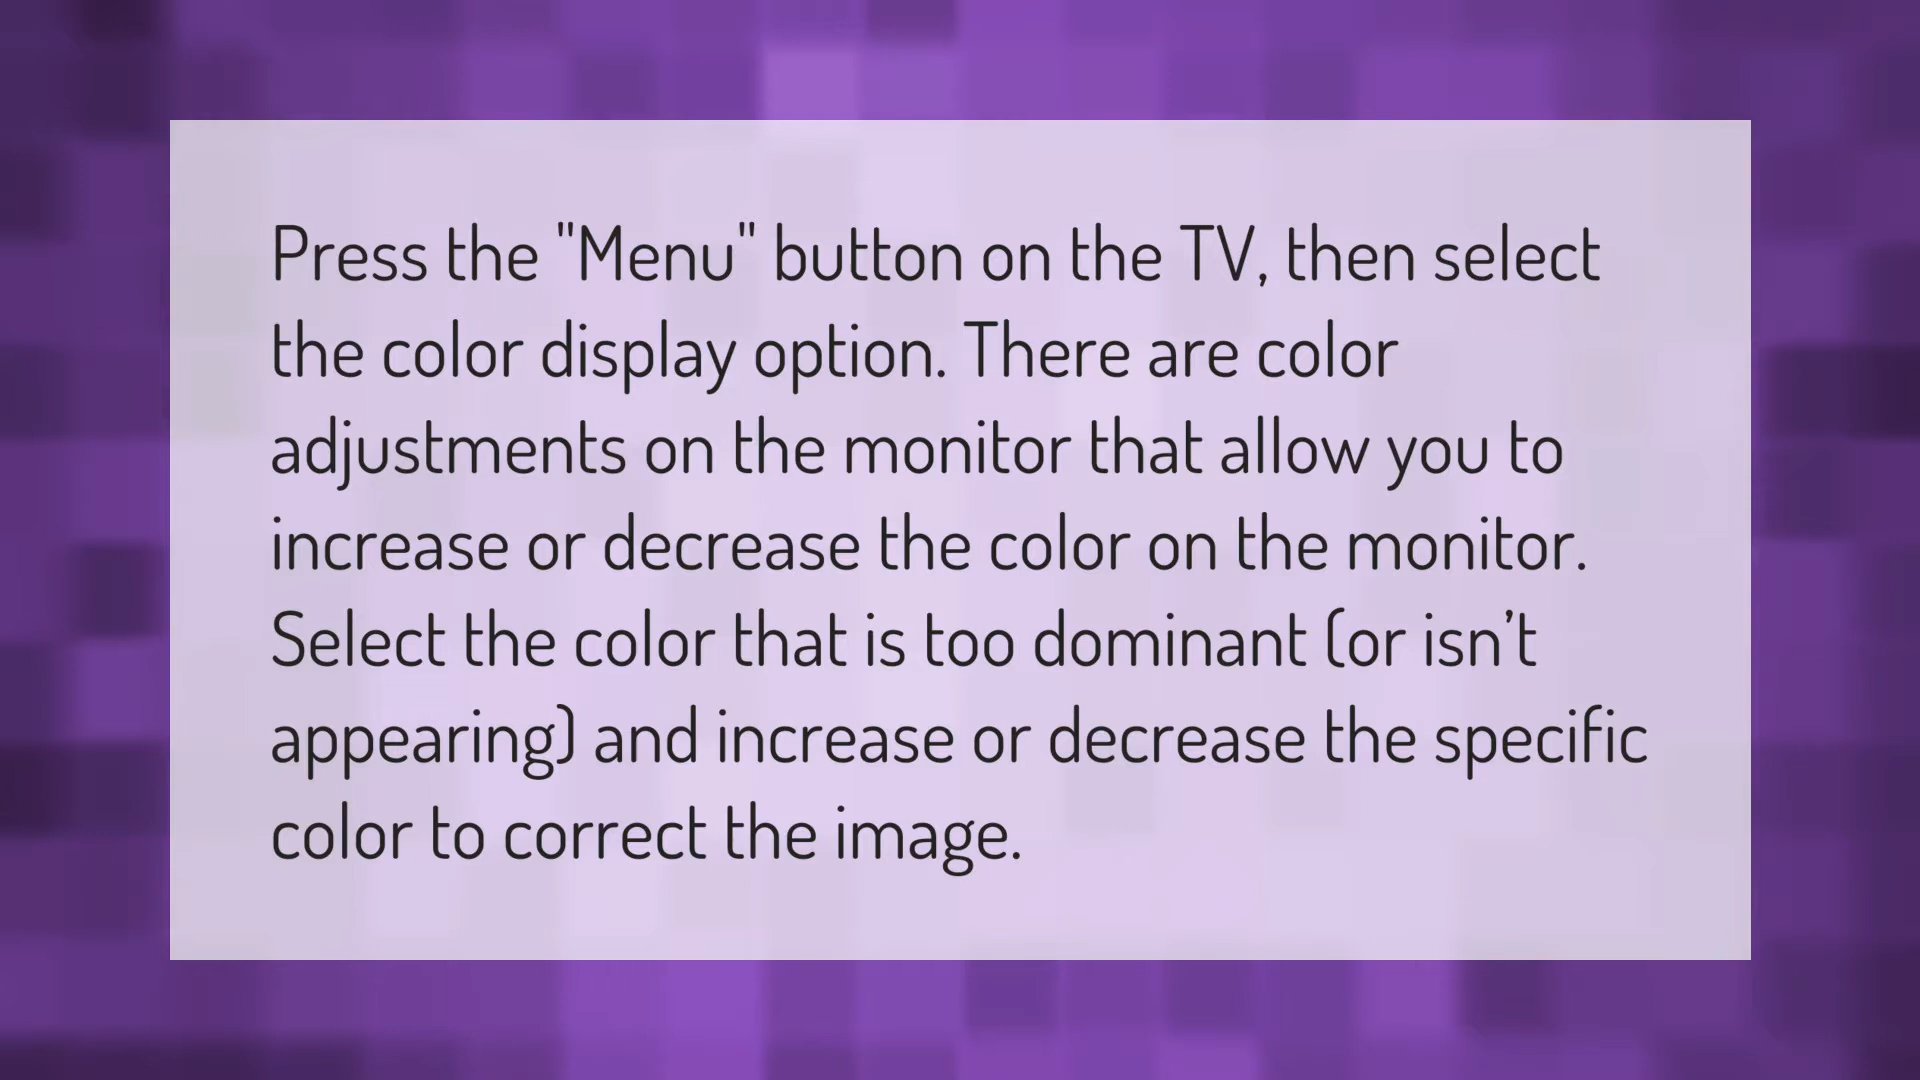 Press the "Menu" button on the TV, then select
the color display option. There are color
adjustments on the monitor that allow you to
increase or decrease the color on the monitor.
Select the color that is too dominant (or isn’t
appearing) and increase or decrease the specific
color to correct the image.